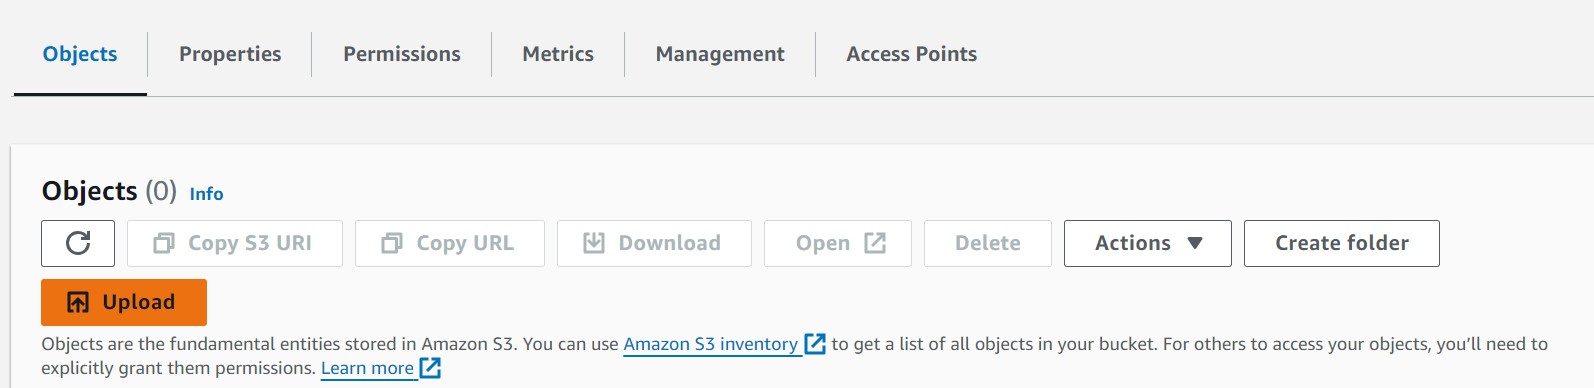 Objects Properties Permissions Metrics Management Access Points
Objects (0) Info
Copy S3 URI Copy URL Download Open Delete Actions Create folder
Upload
Objects are the fundamental entities stored in Amazon S3. You can use Amazon S3 inventory to get a list of all objects in your bucket. For others to access your objects, you’ll need to
explicitly grant them permissions. Learn more